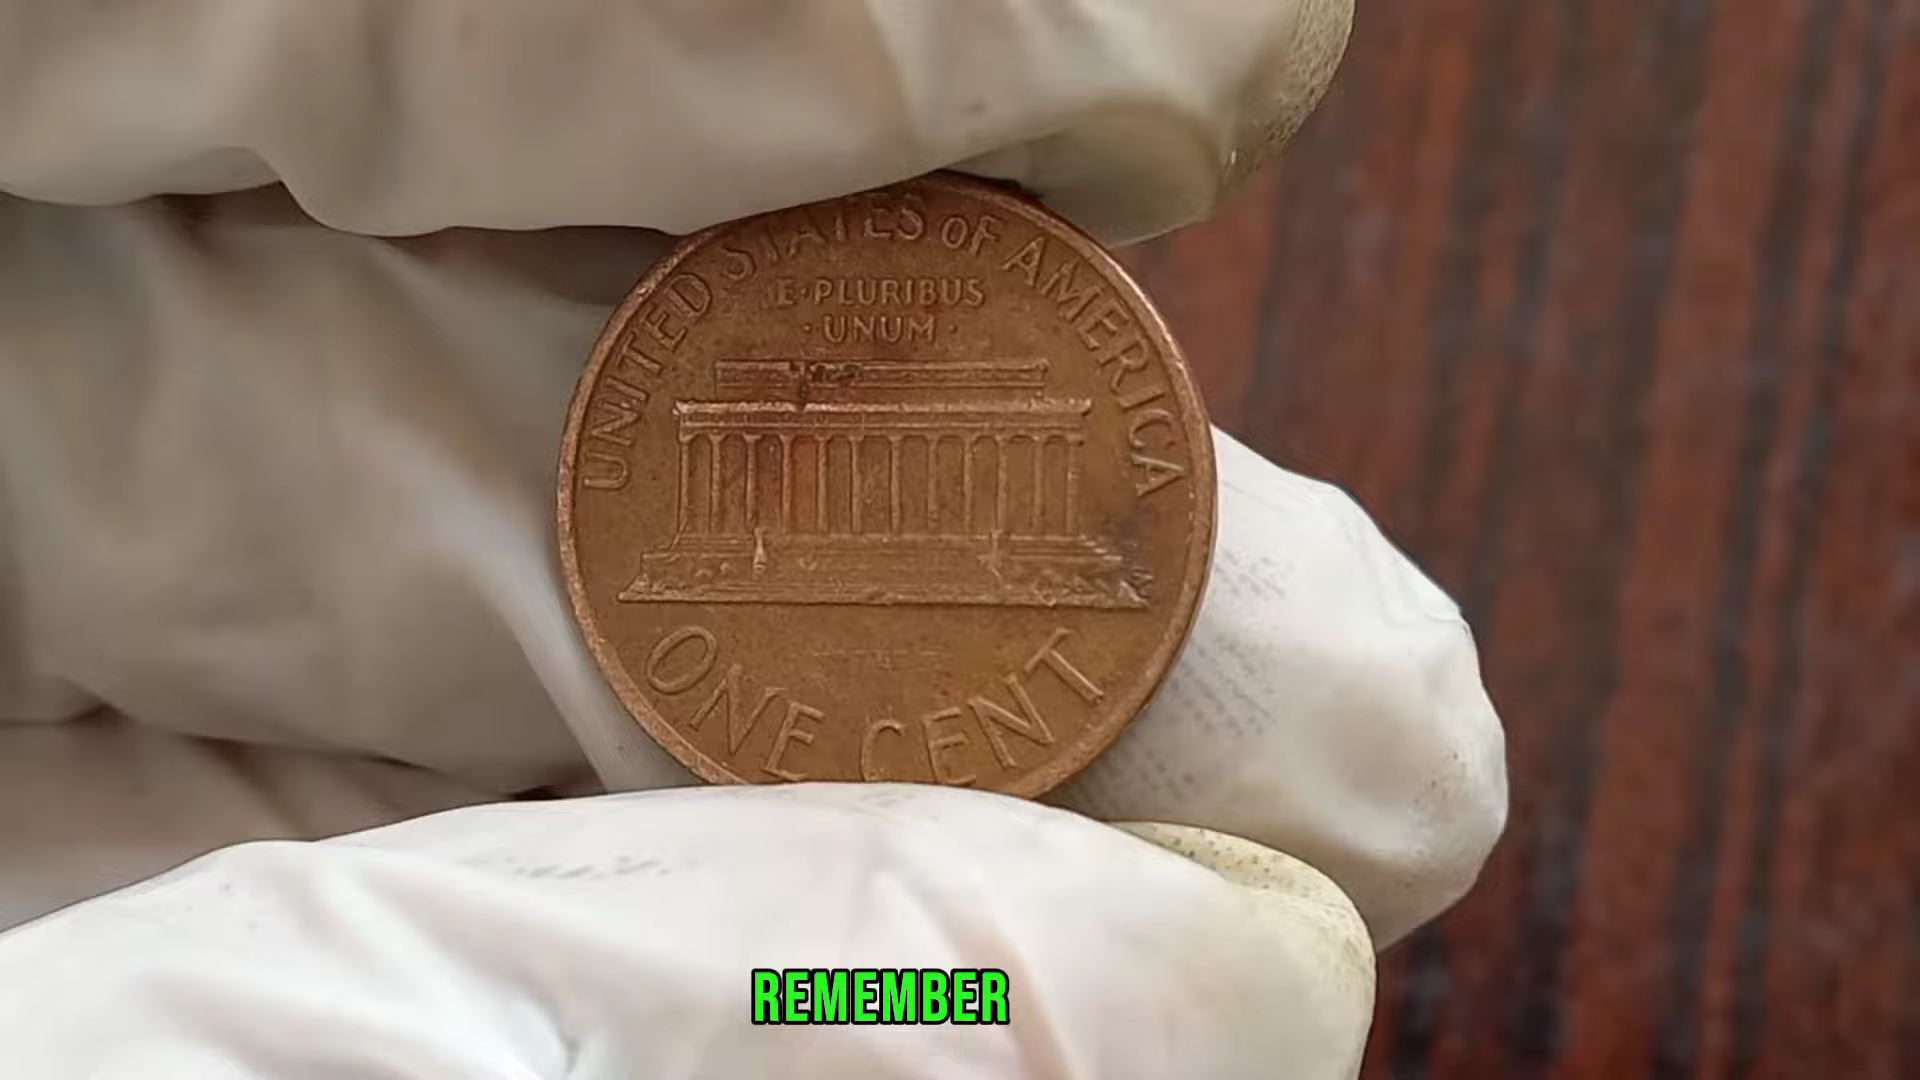 UNITED STATES OF AMERICA
E·PLURIBUS
·UNUM·
ONE CENT
REMEMBER